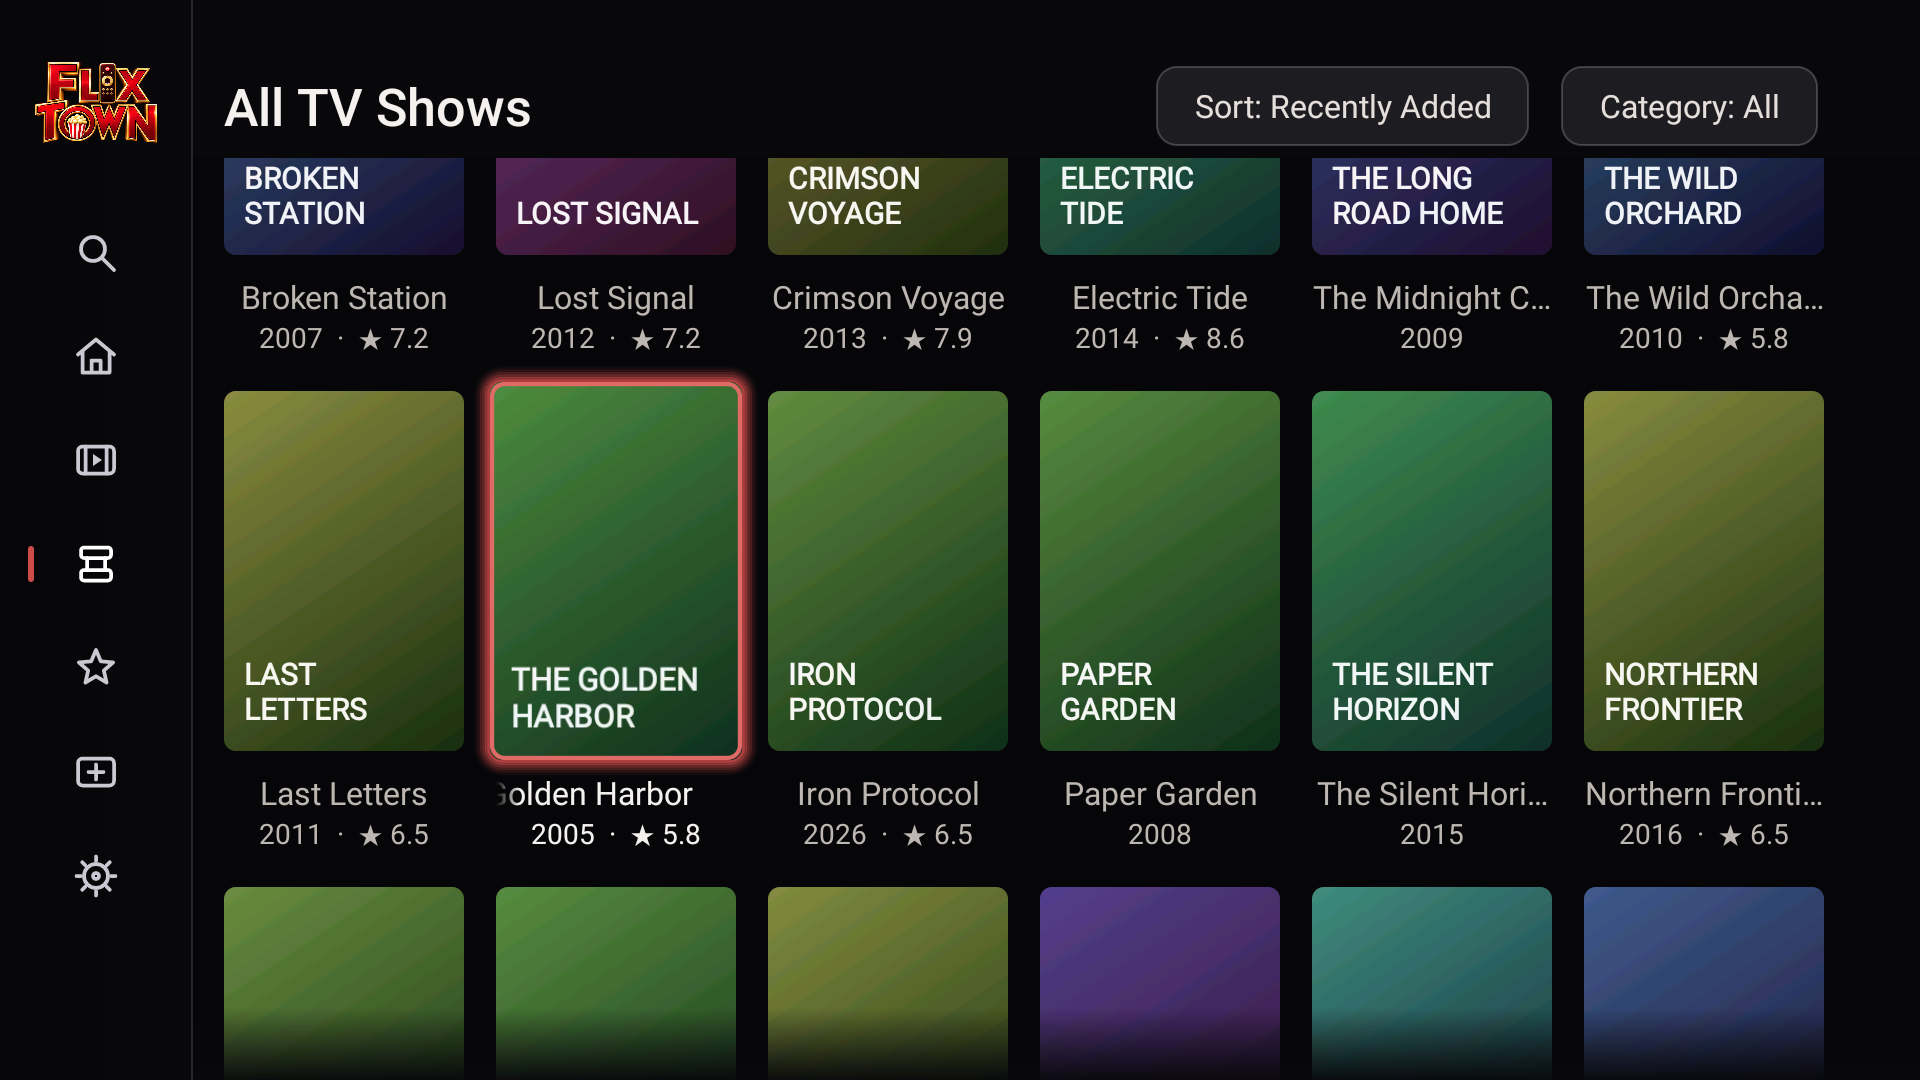 FLIX
TOWN
All TV Shows
Sort: Recently Added
Category: All
BROKEN
STATION
LOST SIGNAL
CRIMSON
VOYAGE
ELECTRIC
TIDE
THE LONG
ROAD HOME
THE WILD
ORCHARD
Broken Station
Lost Signal
Crimson Voyage
Electric Tide
The Midnight C...
The Wild Orcha...
2007 · ★ 7.2
2012 · ★ 7.2
2013 · ★ 7.9
2014 · ★ 8.6
2009
2010 · ★ 5.8
LAST
LETTERS
THE GOLDEN
HARBOR
IRON
PROTOCOL
PAPER
GARDEN
THE SILENT
HORIZON
NORTHERN
FRONTIER
Last Letters
Golden Harbor
Iron Protocol
Paper Garden
The Silent Hori...
Northern Fronti...
2011 · ★ 6.5
2005 · ★ 5.8
2026 · ★ 6.5
2008
2015
2016 · ★ 6.5